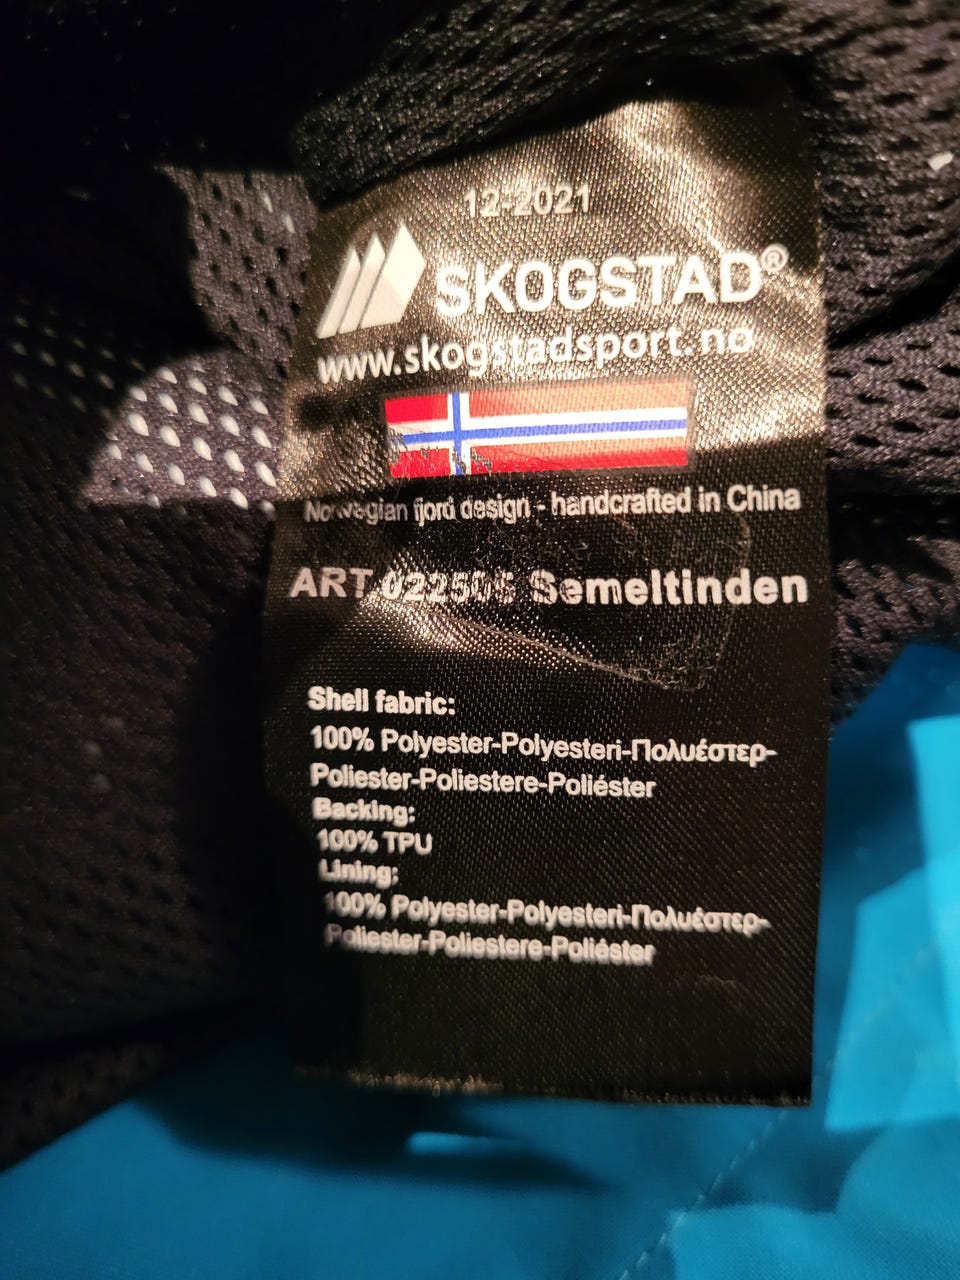 12-2021
SKOGSTAD®
www.skogstadsport.no
Norwegian fjord design - handcrafted in China
ART. Semeltinden
Shell fabric:
100% Polyester-Polyesteri-Πολυέστερ-
Poliester-Poliestere-Poliéster
Backing:
100% TPU
Lining:
100% Polyester-Polyesteri-Πολυέστερ-
Poliester-Poliestere-Poliéster